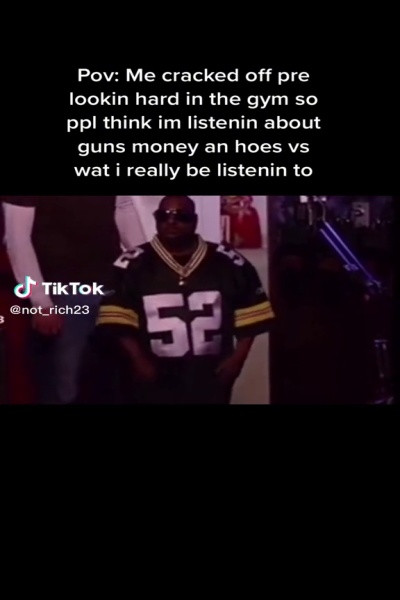 Pov: Me cracked off pre
lookin hard in the gym so
ppl think im listenin about
guns money an hoes vs
wat i really be listenin to
52
TikTok
@not_rich23